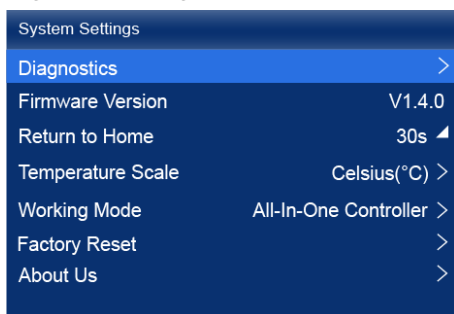 System Settings
Diagnostics >
Firmware Version V1.4.0
Return to Home 30s
Temperature Scale Celsius(°C) >
Working Mode All-In-One Controller >
Factory Reset >
About Us >